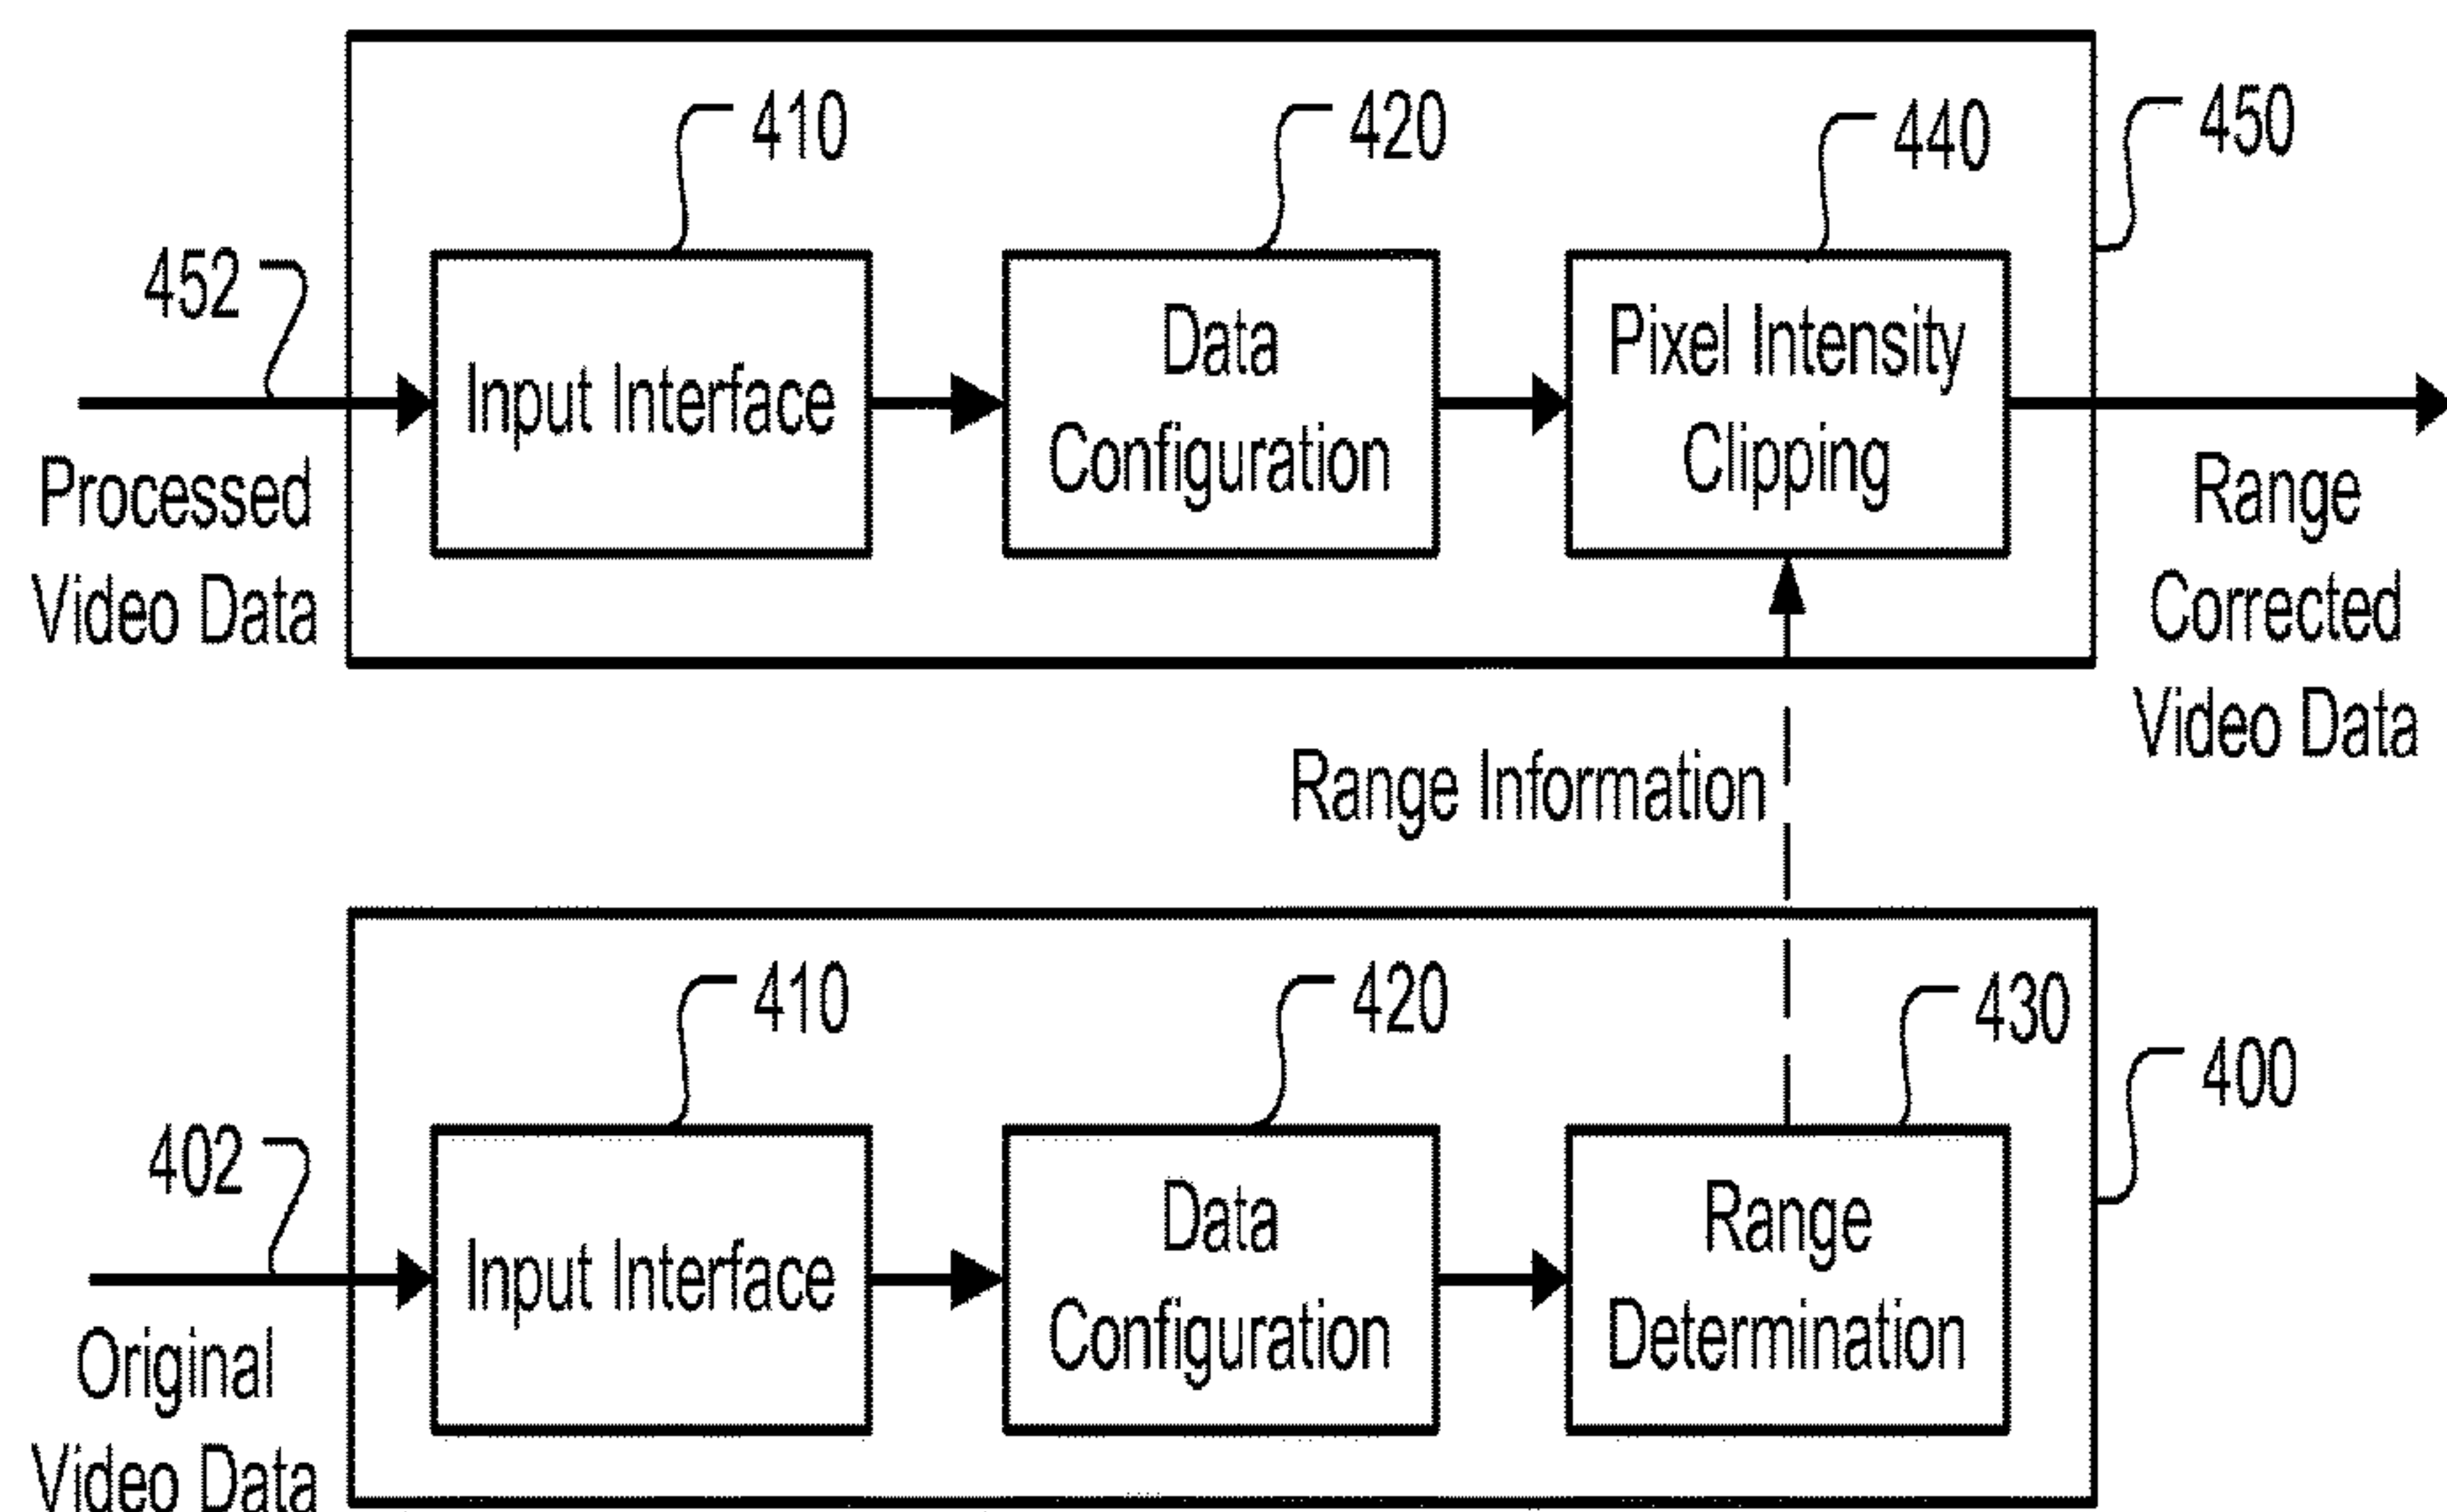 410
420
440
450
452
Input Interface
Data
Configuration
Pixel Intensity
Clipping
Processed
Video Data
Range
Corrected
Video Data
Range Information
410
420
430
400
402
Input Interface
Data
Configuration
Range
Determination
Original
Video Data